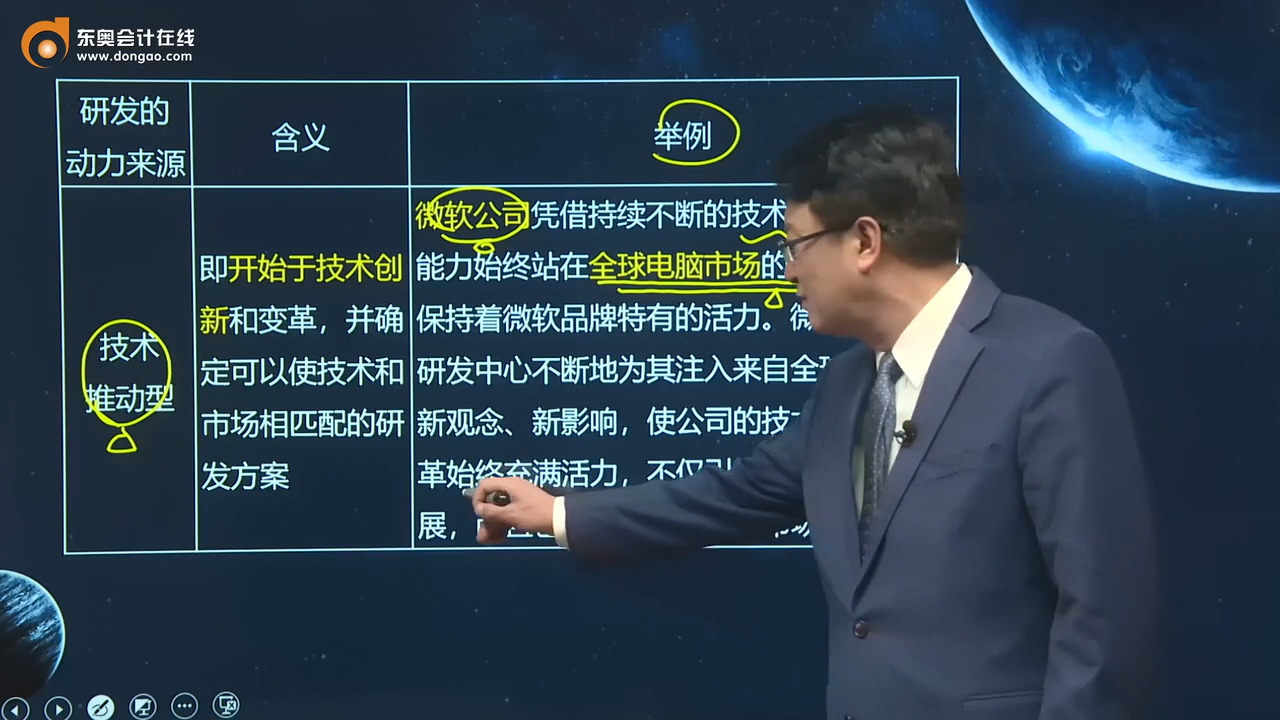 东奥会计在线
www.dongao.com
研发的
动力来源
含义
举例
技术
推动型
即开始于技术创
新和变革，并确
定可以使技术和
市场相匹配的研
发方案
微软公司凭借持续不断的技术
能力始终站在全球电脑市场的
保持着微软品牌特有的活力。微
研发中心不断地为其注入来自全
新观念、新影响，使公司的技
革始终充满活力，不仅
展，